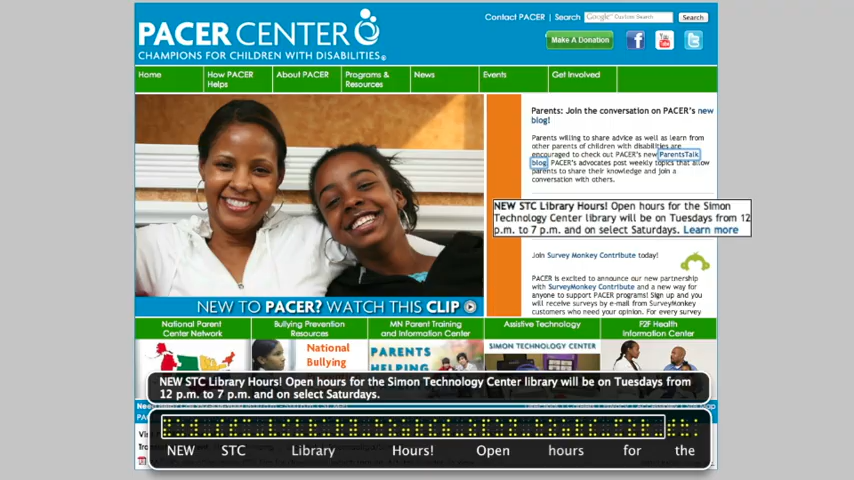 Contact PACER | Search Google Custom Search Search
PACER CENTER
CHAMPIONS FOR CHILDREN WITH DISABILITIES
Make A Donation
Home
How PACER Helps
About PACER
Programs & Resources
News
Events
Get Involved
Parents: Join the conversation on PACER's new
blog!
Parents willing to share advice as well as learn from
other parents of children with disabilities are
encouraged to check out PACER's new ParentsTalk
blog. PACER's advocates post weekly topics that allow
parents to share their knowledge and join a
conversation with others.
NEW STC Library Hours! Open hours for the Simon
Technology Center library will be on Tuesdays from 12
p.m. to 7 p.m. and on select Saturdays. Learn more
Join Survey Monkey Contribute today!
PACER is excited to announce our new partnership
with SurveyMonkey Contribute and a new way for
anyone to support PACER programs! Sign up and you
will receive surveys by e-mail from SurveyMonkey
customers who need your opinion. For every survey
NEW TO PACER? WATCH THIS CLIP
National Parent
Center Network
Bullying Prevention
Resources
MN Parent Training
and Information Center
Assistive Technology
F2F Health
Information Center
National
Bullying
PARENTS
HELPING
SIMON TECHNOLOGY CENTER
NEW STC Library Hours! Open hours for the Simon Technology Center library will be on Tuesdays from
12 p.m. to 7 p.m. and on select Saturdays.
NEW STC Library Hours! Open hours for the